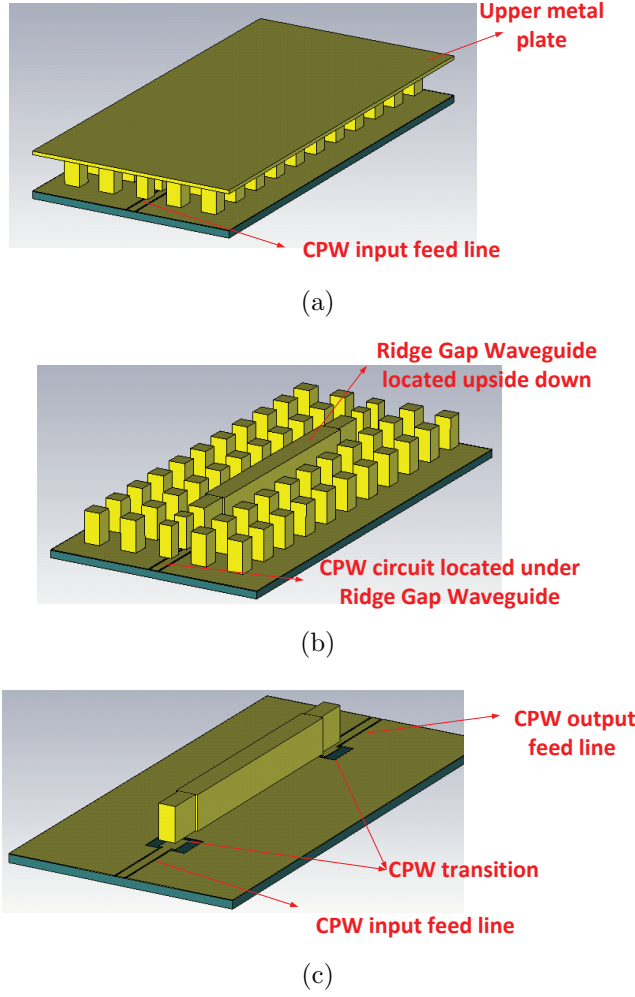 Upper metal
plate
CPW input feed line
(a)
Ridge Gap Waveguide
located upside down
CPW circuit located under
Ridge Gap Waveguide
(b)
CPW output
feed line
CPW transition
CPW input feed line
(c)